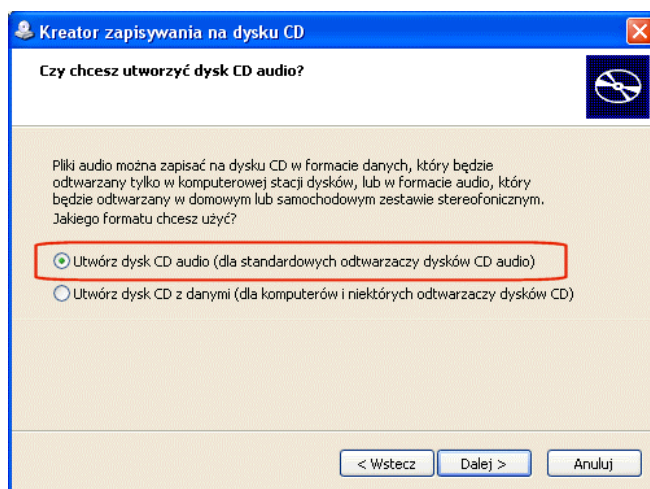 Kreator zapisywania na dysku CD
Czy chcesz utworzyć dysk CD audio?
Pliki audio można zapisać na dysku CD w formacie danych, który będzie
odtwarzany tylko w komputerowej stacji dysków, lub w formacie audio, który
będzie odtwarzany w domowym lub samochodowym zestawie stereofonicznym.
Jakiego formatu chcesz użyć?
Utwórz dysk CD audio (dla standardowych odtwarzaczy dysków CD audio)
Utwórz dysk CD z danymi (dla komputerów i niektórych odtwarzaczy dysków CD)
< Wstecz Dalej > Anuluj